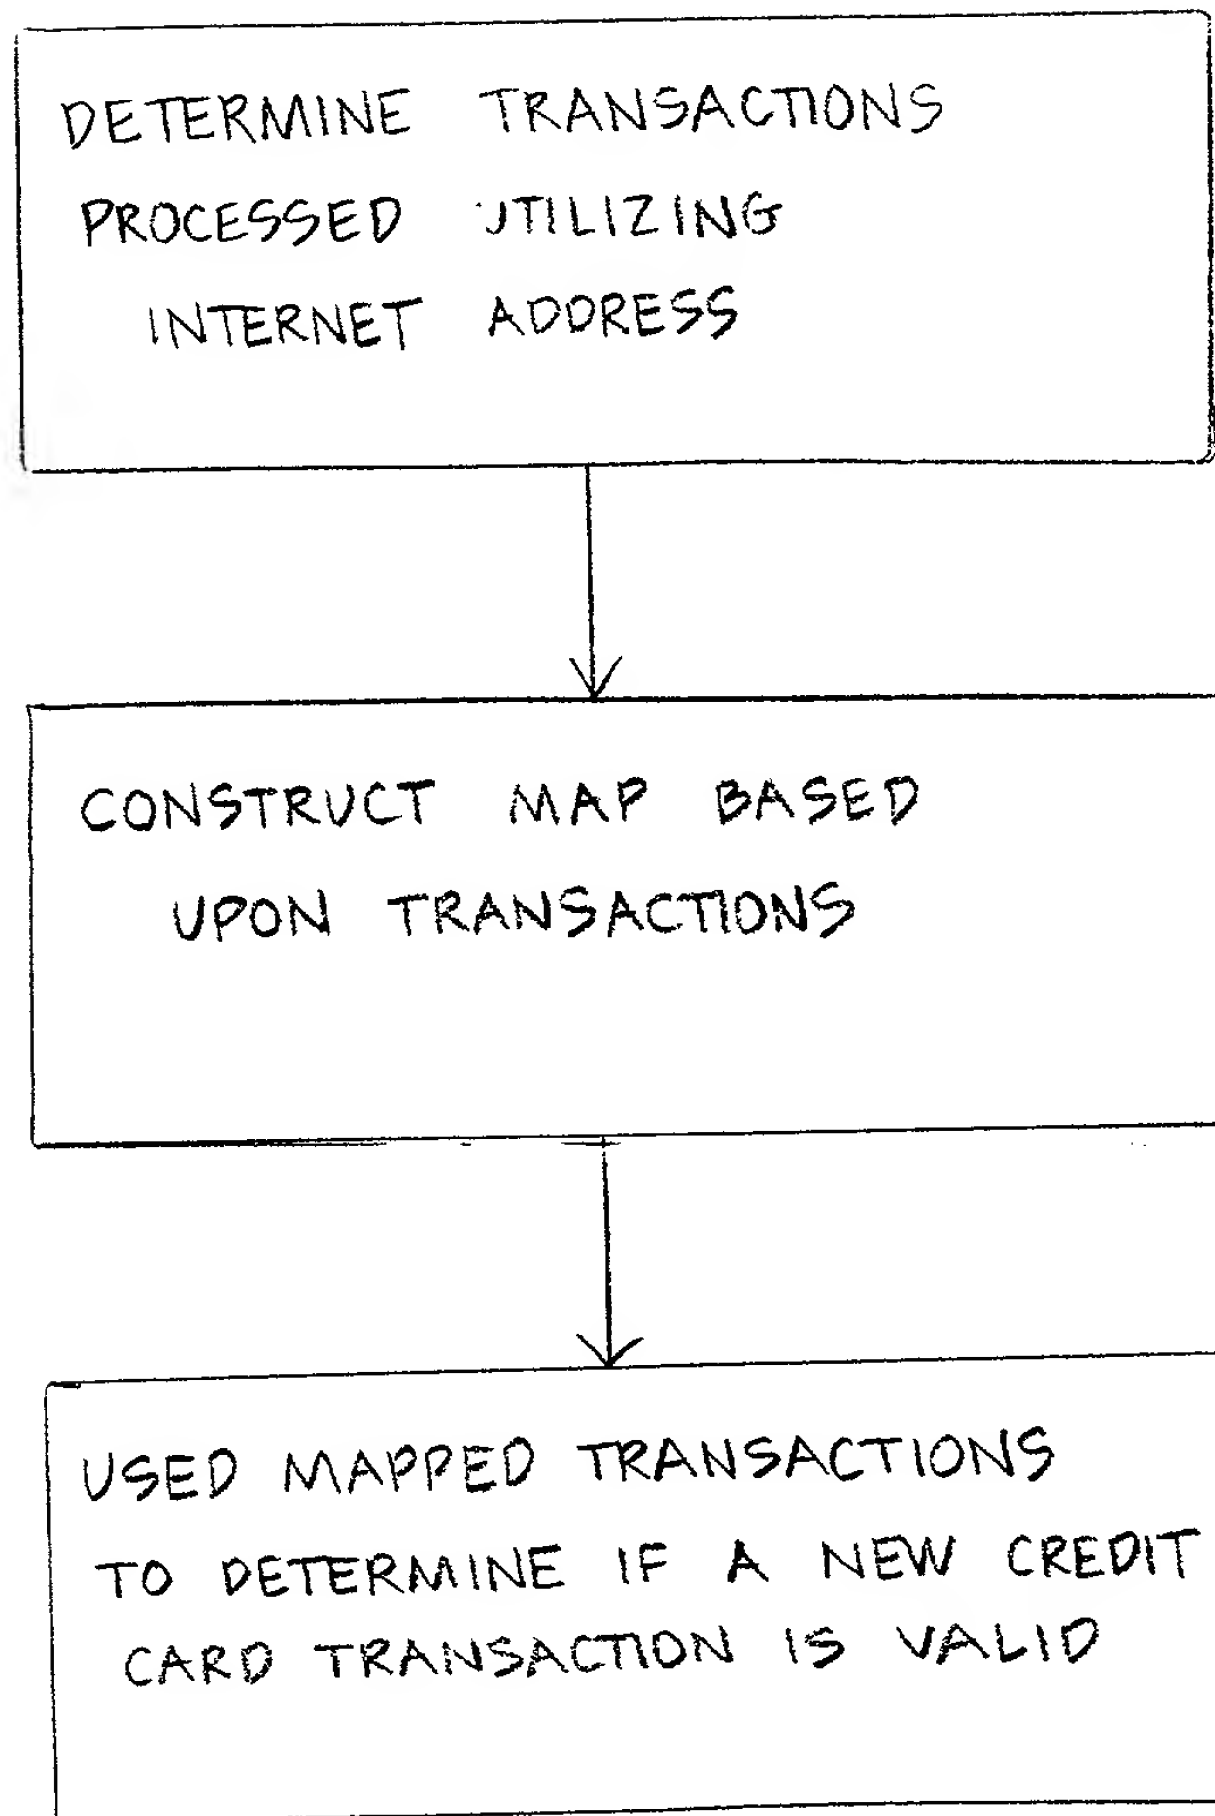 DETERMINE TRANSACTIONS
PROCESSED UTILIZING
INTERNET ADDRESS
CONSTRUCT MAP BASED
UPON TRANSACTIONS
USED MAPPED TRANSACTIONS
TO DETERMINE IF A NEW CREDIT
CARD TRANSACTION IS VALID